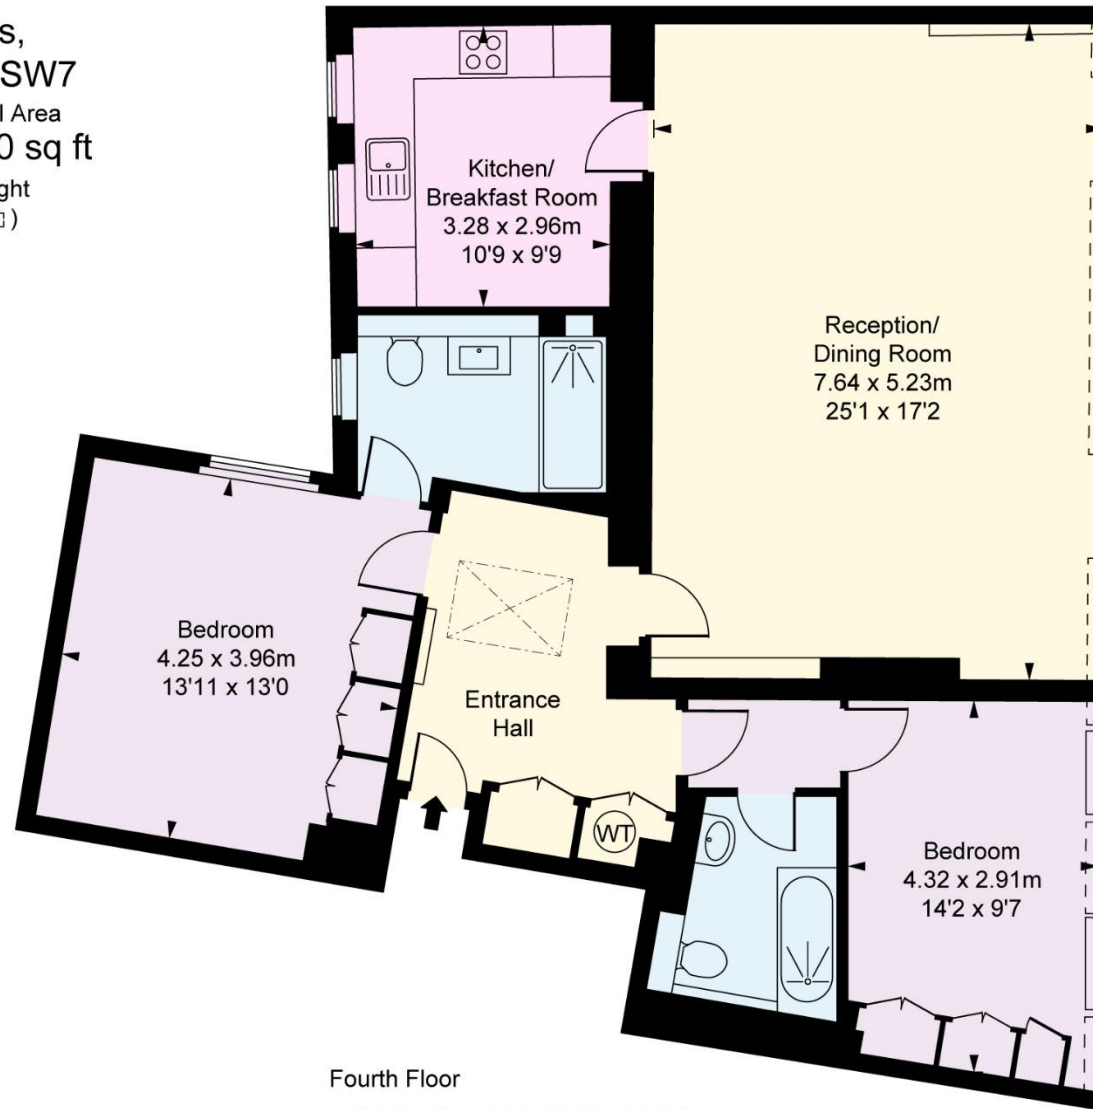 s,
SW7
l Area
0 sq ft
ght
)
Kitchen/
Breakfast Room
3.28 x 2.96m
10'9 x 9'9
Reception/
Dining Room
7.64 x 5.23m
25'1 x 17'2
Bedroom
4.25 x 3.96m
13'11 x 13'0
Entrance
Hall
WT
Bedroom
4.32 x 2.91m
14'2 x 9'7
Fourth Floor